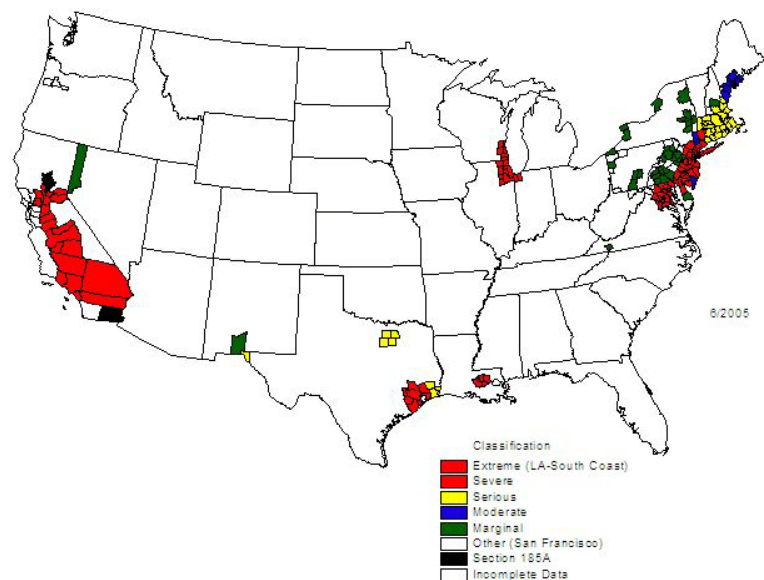 6/2005
Classification
Extreme (LA-South Coast)
Severe
Serious
Moderate
Marginal
Other (San Francisco)
Section 185A
Incomplete Data